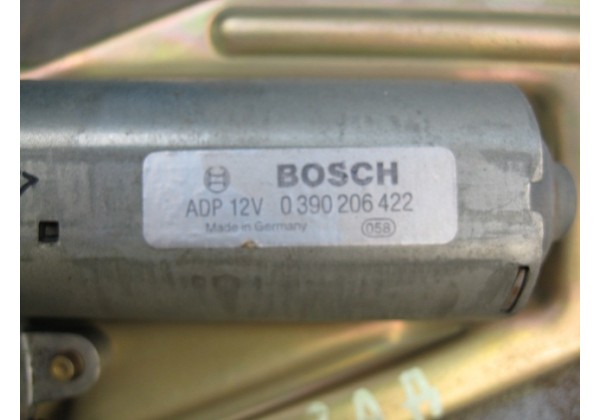 BOSCH
ADP 12V 0 390 206 422
Made in Germany 058